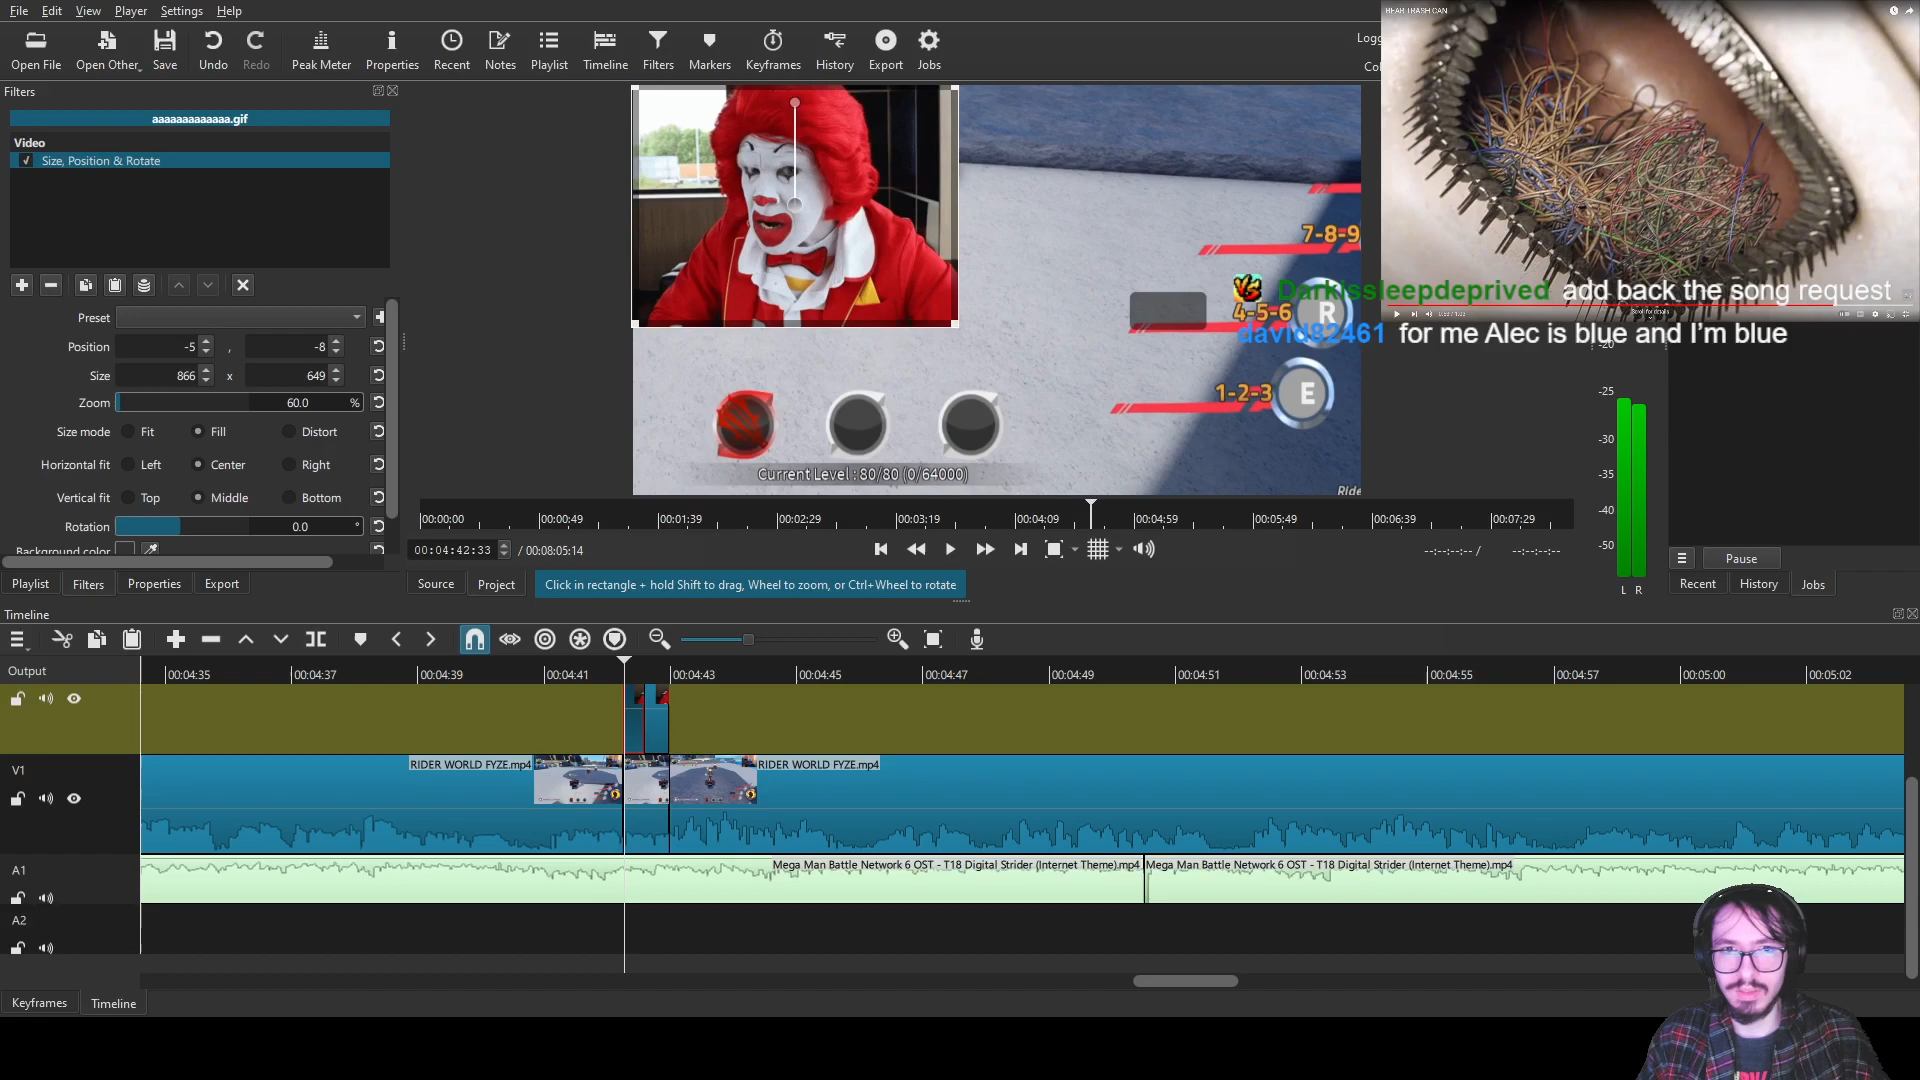 File Edit View Player Settings Help
BEAR TRASH CAN
Open File Open Other Save Undo Redo Peak Meter Properties Recent Notes Playlist Timeline Filters Markers Keyframes History Export Jobs
Logg
Co
Filters
aaaaaaaaaaaaa.gif
Video
Size, Position & Rotate
Preset
Position -5 , -8
Size 866 x 649
Zoom 60.0 %
Size mode Fit Fill Distort
Horizontal fit Left Center Right
Vertical fit Top Middle Bottom
Rotation 0.0 °
Background color
7-8-9
4-5-6 R
1-2-3 E
Current Level : 80/80 (0/64000)
Ride
Darkissleepdeprived add back the song request
Scroll for details
david82461 for me Alec is blue and I'm blue
-20
-25
-30
-35
-40
-45
-50
L R
00:00:00 00:00:49 00:01:39 00:02:29 00:03:19 00:04:09 00:04:59 00:05:49 00:06:39 00:07:29
00:04:42:33 / 00:08:05:14 --:--:--:-- / --:--:--:--
Pause
Playlist Filters Properties Export
Source Project Click in rectangle + hold Shift to drag, Wheel to zoom, or Ctrl+Wheel to rotate
Recent History Jobs
Timeline
Output
00:04:35 00:04:37 00:04:39 00:04:41 00:04:43 00:04:45 00:04:47 00:04:49 00:04:51 00:04:53 00:04:55 00:04:57 00:05:00 00:05:02
V1
RIDER WORLD FYZE.mp4 RIDER WORLD FYZE.mp4
A1
Mega Man Battle Network 6 OST - T18 Digital Strider (Internet Theme).mp4 Mega Man Battle Network 6 OST - T18 Digital Strider (Internet Theme).mp4
A2
Keyframes Timeline